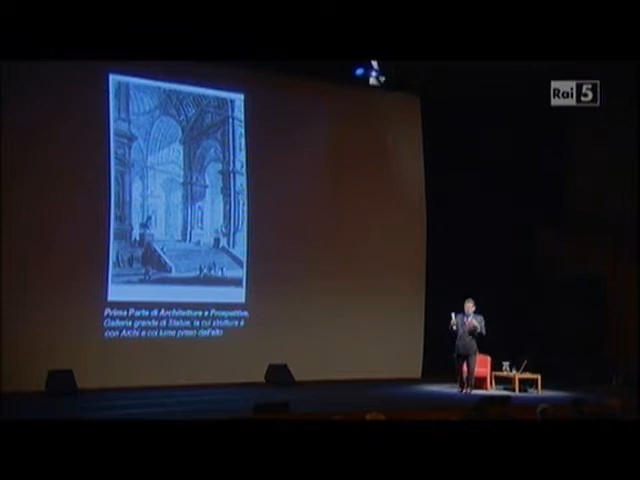 Rai 5
Prima Parte di Architetture e Prospettive,
Galleria grande di Statue, la cui struttura è
con Archi e col lume preso dall'alto